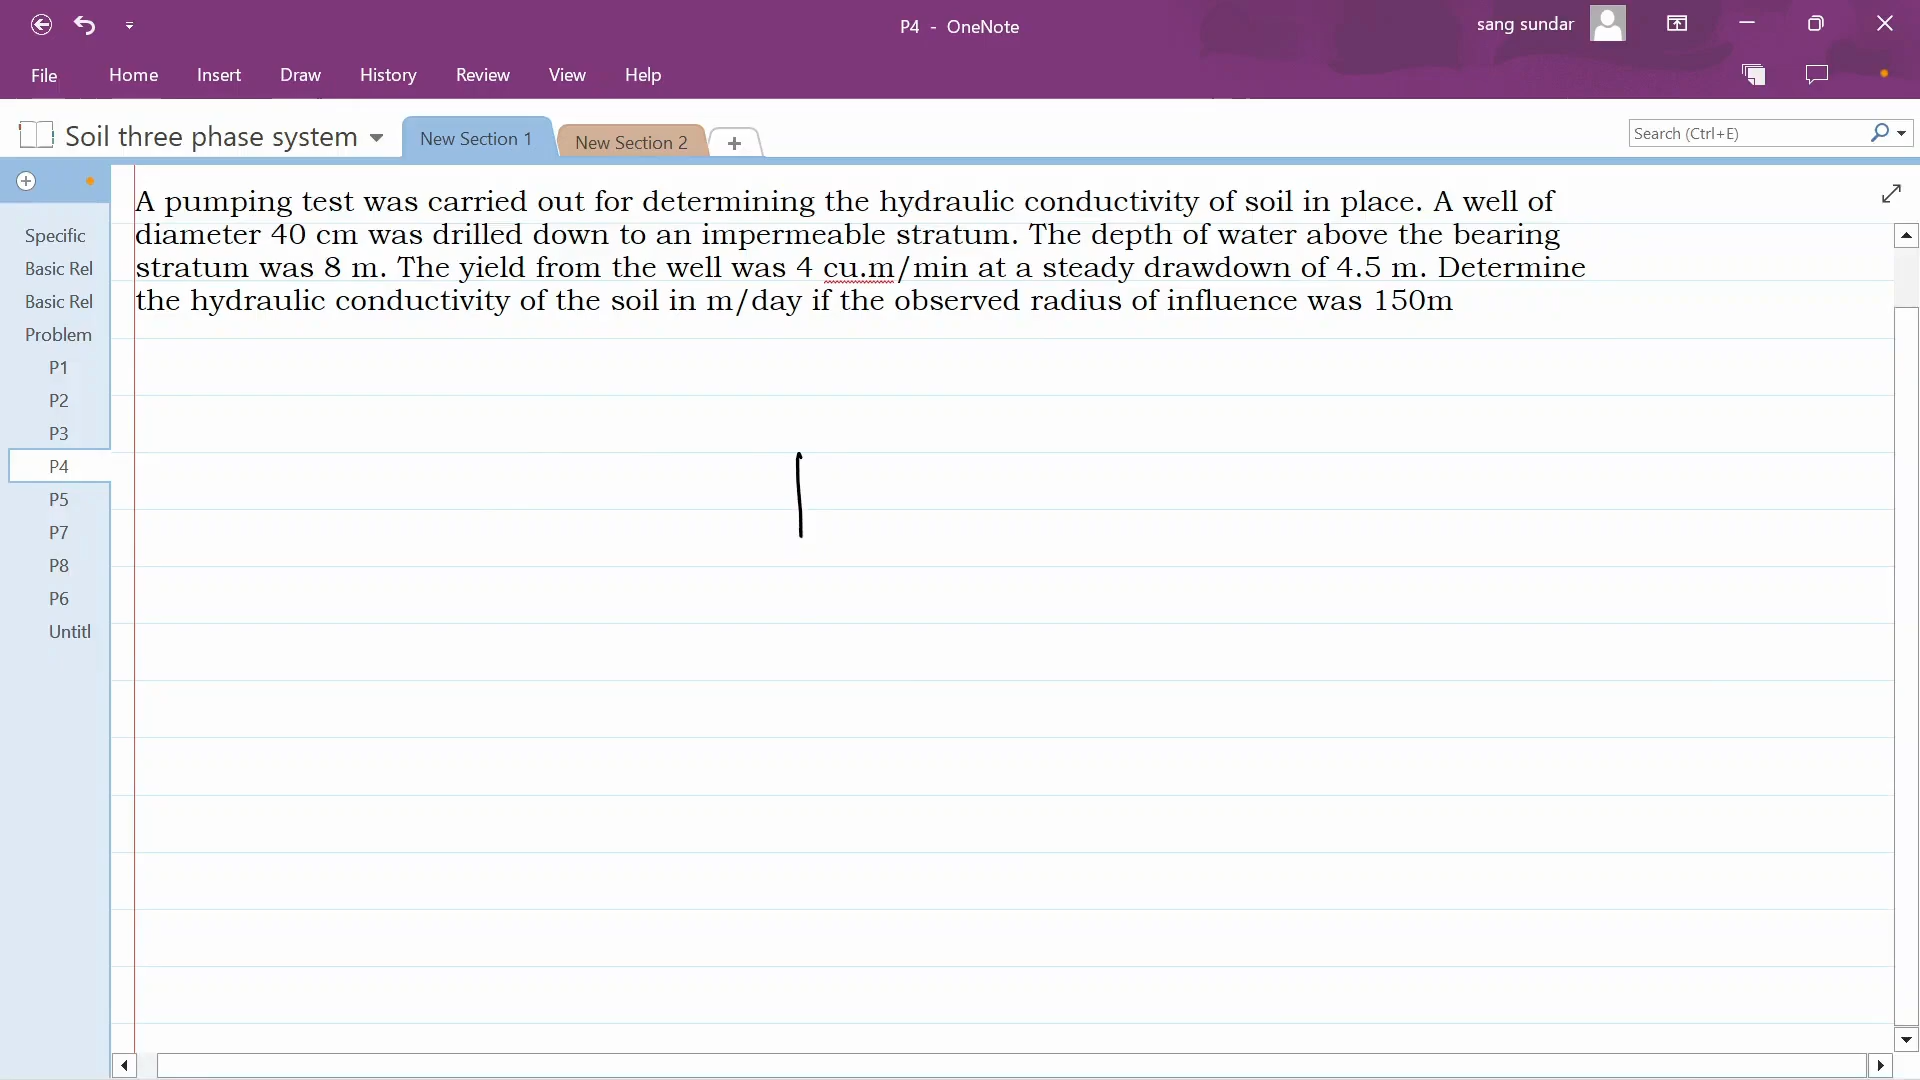 P4 - OneNote
sang sundar
File Home Insert Draw History Review View Help
Soil three phase system
New Section 1
New Section 2
Search (Ctrl+E)
A pumping test was carried out for determining the hydraulic conductivity of soil in place. A well of
diameter 40 cm was drilled down to an impermeable stratum. The depth of water above the bearing
stratum was 8 m. The yield from the well was 4 cu.m/min at a steady drawdown of 4.5 m. Determine
the hydraulic conductivity of the soil in m/day if the observed radius of influence was 150m
Specific
Basic Rel
Basic Rel
Problem
P1
P2
P3
P4
P5
P7
P8
P6
Untitl